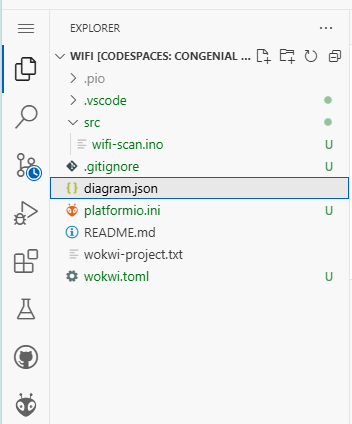 EXPLORER
WIFI [CODESPACES: CONGENIAL ...
.pio
.vscode
src
wifi-scan.ino U
.gitignore U
{} diagram.json
platformio.ini U
README.md
wokwi-project.txt
wokwi.toml U